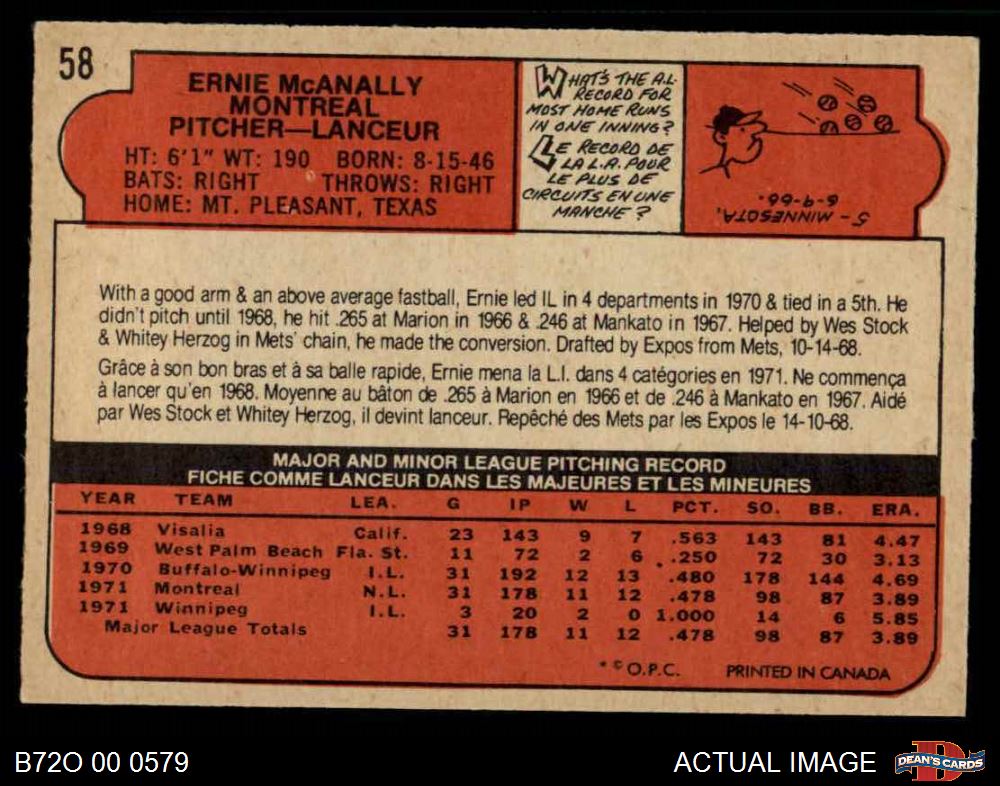 58
ERNIE McANALLY
MONTREAL
PITCHER—LANCEUR
HT: 6'1" WT: 190 BORN: 8-15-46
BATS: RIGHT THROWS: RIGHT
HOME: MT. PLEASANT, TEXAS
WHAT'S THE A.L.
RECORD FOR
MOST HOME RUNS
IN ONE INNING?
LE RECORD DE
LA L.A. POUR
LE PLUS DE
CIRCUITS EN UNE
MANCHE?
5 - MINNESOTA,
6-9-66.
With a good arm & an above average fastball, Ernie led IL in 4 departments in 1970 & tied in a 5th. He
didn't pitch until 1968, he hit .265 at Marion in 1966 & .246 at Mankato in 1967. Helped by Wes Stock
& Whitey Herzog in Mets' chain, he made the conversion. Drafted by Expos from Mets, 10-14-68.
Grâce à son bon bras et à sa balle rapide, Ernie mena la L.I. dans 4 catégories en 1971. Ne commença
à lancer qu'en 1968. Moyenne au bâton de .265 à Marion en 1966 et de .246 à Mankato en 1967. Aidé
par Wes Stock et Whitey Herzog, il devint lanceur. Repêché des Mets par les Expos le 14-10-68.
MAJOR AND MINOR LEAGUE PITCHING RECORD
FICHE COMME LANCEUR DANS LES MAJEURES ET LES MINEURES
YEAR TEAM LEA. G IP W L PCT. SO. BB. ERA.
1968 Visalia Calif. 23 143 9 7 .563 143 81 4.47
1969 West Palm Beach Fla. St. 11 72 2 6 .250 72 30 3.13
1970 Buffalo-Winnipeg I.L. 31 192 12 13 .480 178 144 4.69
1971 Montreal N.L. 31 178 11 12 .478 98 87 3.89
1971 Winnipeg I.L. 3 20 2 0 1.000 14 6 5.85
Major League Totals 31 178 11 12 .478 98 87 3.89
* © O.P.C. PRINTED IN CANADA
B72O 00 0579
ACTUAL IMAGE
D
DEAN'S CARDS